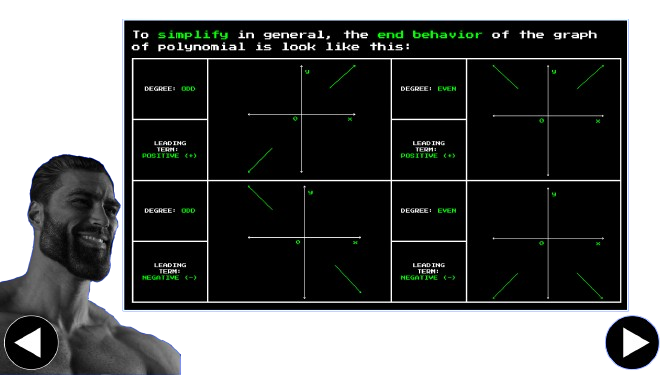 To simplify in general, the end behavior of the graph
of polynomial is look like this:
DEGREE: ODD
y
0
x
LEADING
TERM:
POSITIVE (+)
DEGREE: EVEN
y
0
x
LEADING
TERM:
POSITIVE (+)
DEGREE: ODD
y
0
x
LEADING
TERM:
NEGATIVE (-)
DEGREE: EVEN
y
0
x
LEADING
TERM:
NEGATIVE (-)